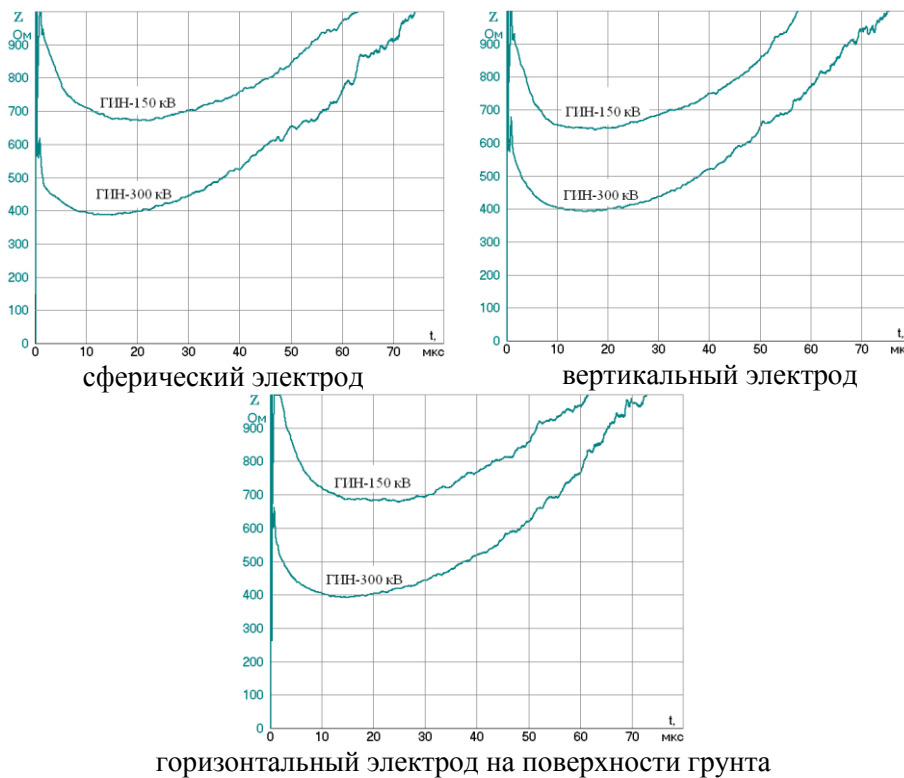 Z
Ом
900
800
700
600
500
400
300
200
100
0
ГИН-150 кВ
ГИН-300 кВ
0 10 20 30 40 50 60 70
t,
мкс
сферический электрод
Z
Ом
900
800
700
600
500
400
300
200
100
0
ГИН-150 кВ
ГИН-300 кВ
0 10 20 30 40 50 60 70
t,
мкс
вертикальный электрод
Z
Ом
900
800
700
600
500
400
300
200
100
0
ГИН-150 кВ
ГИН-300 кВ
0 10 20 30 40 50 60 70
t,
мкс
горизонтальный электрод на поверхности грунта